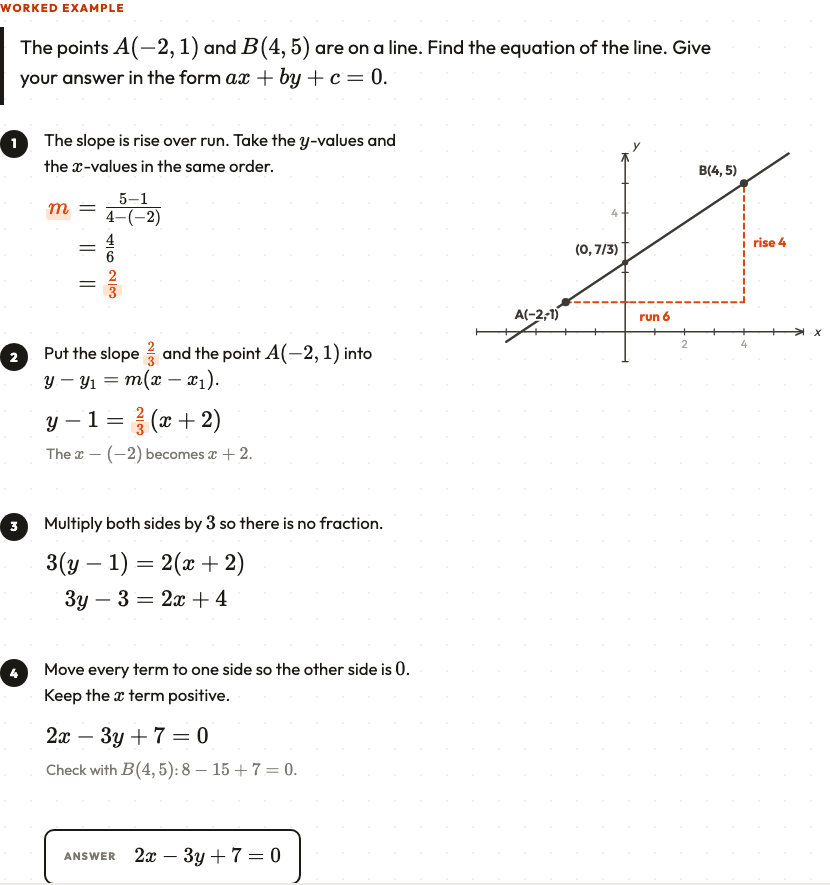 WORKED EXAMPLE
The points A(−2, 1) and B(4, 5) are on a line. Find the equation of the line. Give
your answer in the form ax + by + c = 0.
1
The slope is rise over run. Take the y-values and
the x-values in the same order.
m = 5−1 / 4−(−2)
= 4/6
= 2/3
y
B(4, 5)
4
(0, 7/3)
rise 4
A(−2, 1)
run 6
x
2
4
2
Put the slope 2/3 and the point A(−2, 1) into
y − y₁ = m(x − x₁).
y − 1 = 2/3 (x + 2)
The x − (−2) becomes x + 2.
3
Multiply both sides by 3 so there is no fraction.
3(y − 1) = 2(x + 2)
3y − 3 = 2x + 4
4
Move every term to one side so the other side is 0.
Keep the x term positive.
2x − 3y + 7 = 0
Check with B(4, 5): 8 − 15 + 7 = 0.
ANSWER 2x − 3y + 7 = 0